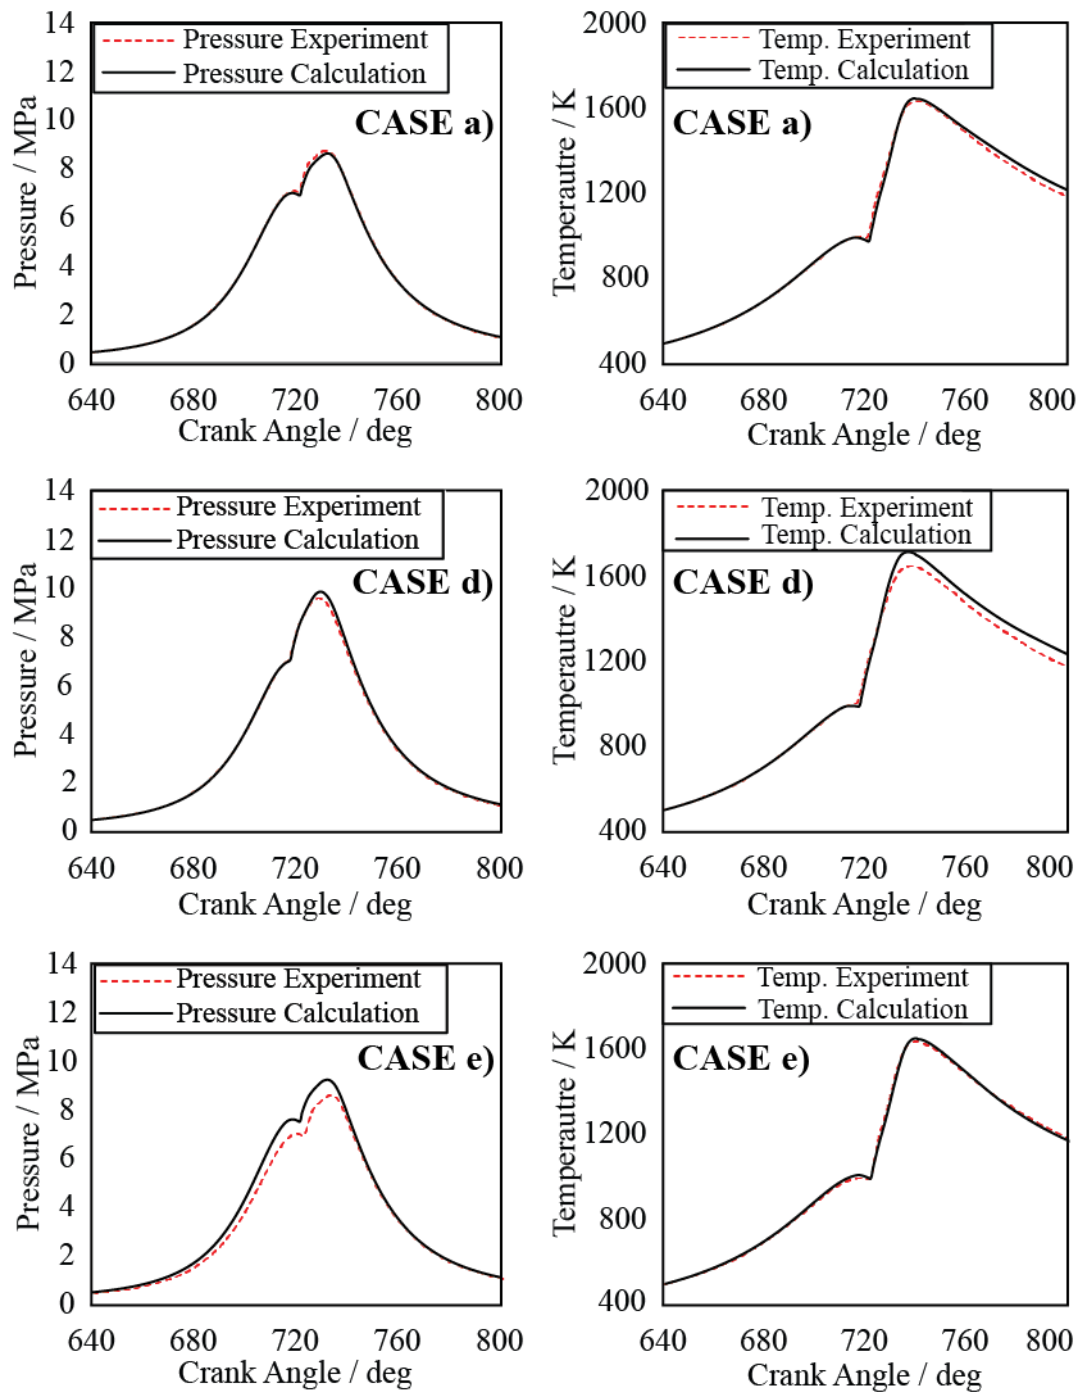 Pressure Experiment
Pressure Calculation
CASE a)
Pressure / MPa
14
12
10
8
6
4
2
0
640 680 720 760 800
Crank Angle / deg
Temp. Experiment
Temp. Calculation
CASE a)
Temperautre / K
2000
1600
1200
800
400
640 680 720 760 800
Crank Angle / deg
Pressure Experiment
Pressure Calculation
CASE d)
Pressure / MPa
14
12
10
8
6
4
2
0
640 680 720 760 800
Crank Angle / deg
Temp. Experiment
Temp. Calculation
CASE d)
Temperautre / K
2000
1600
1200
800
400
640 680 720 760 800
Crank Angle / deg
Pressure Experiment
Pressure Calculation
CASE e)
Pressure / MPa
14
12
10
8
6
4
2
0
640 680 720 760 800
Crank Angle / deg
Temp. Experiment
Temp. Calculation
CASE e)
Temperautre / K
2000
1600
1200
800
400
640 680 720 760 800
Crank Angle / deg